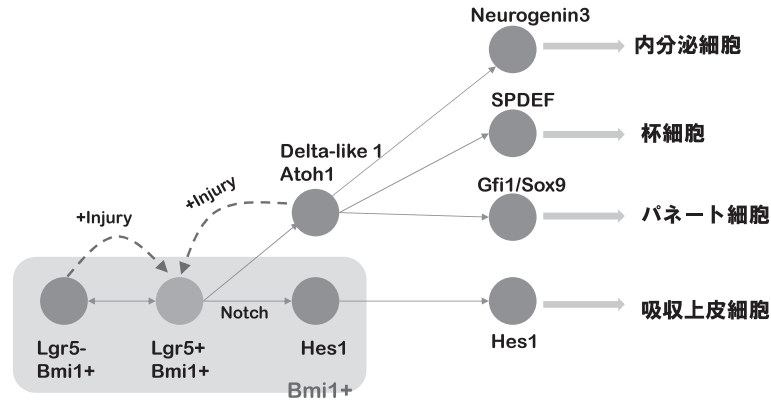 Neurogenin3
内分泌細胞
SPDEF
杯細胞
Delta-like 1
Atoh1
Gfi1/Sox9
パネート細胞
+Injury
+Injury
Notch
吸収上皮細胞
Lgr5-
Bmi1+
Lgr5+
Bmi1+
Hes1
Hes1
Bmi1+